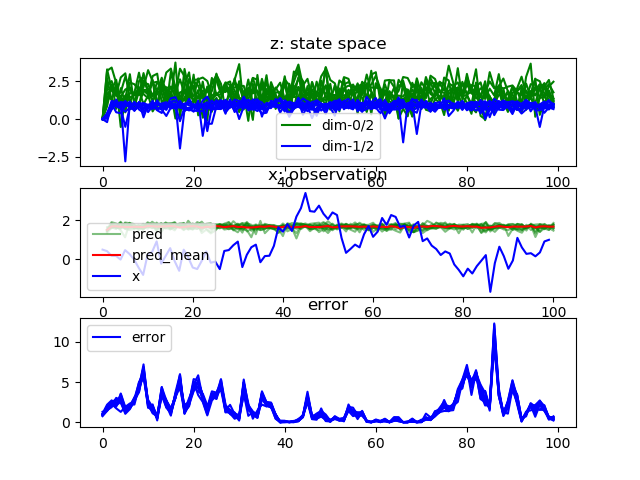 z: state space
2.5
0.0
−2.5
dim-0/2
dim-1/2
0 20 40 60 80 100
x: observation
2
0
pred
pred_mean
x
0 20 40 60 80 100
error
10
5
0
error
0 20 40 60 80 100